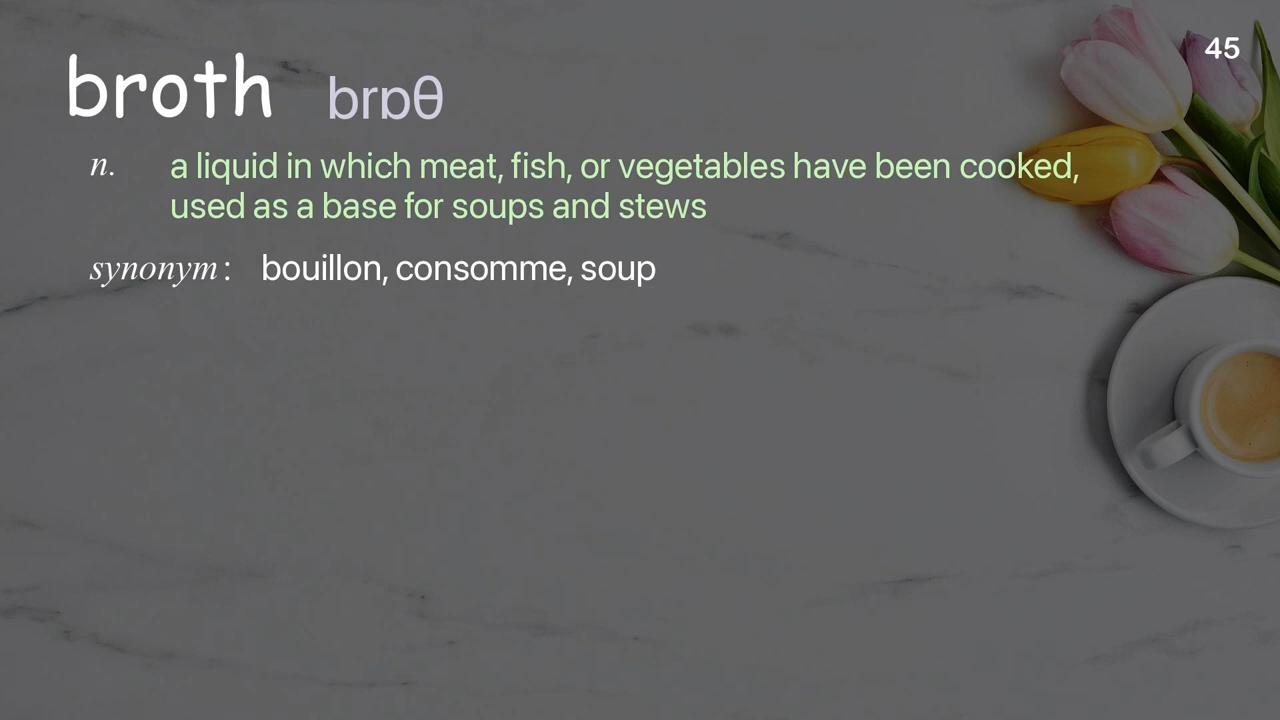 45
broth brɒθ
n. a liquid in which meat, fish, or vegetables have been cooked,
used as a base for soups and stews
synonym: bouillon, consomme, soup